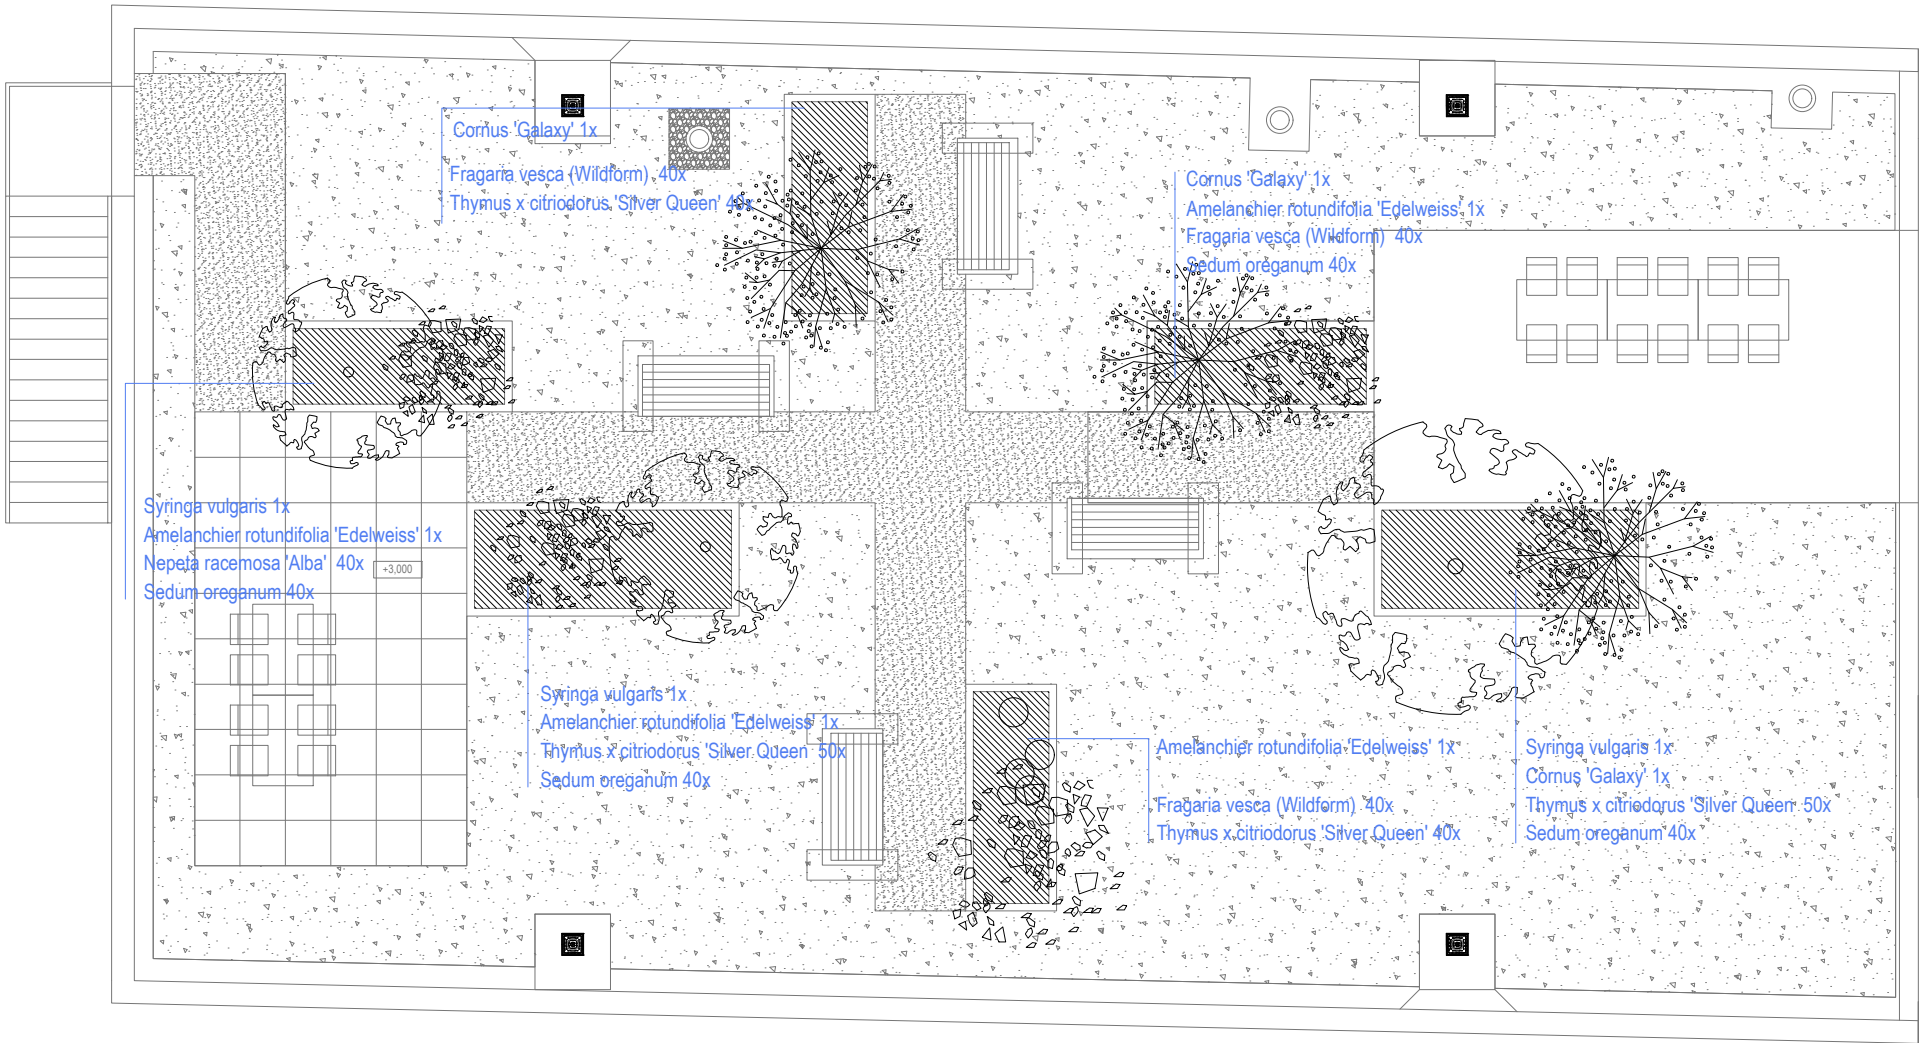 Cornus 'Galaxy' 1x
Fragaria vesca (Wildform)  40x
Thymus x citriodorus 'Silver Queen' 40x
Cornus 'Galaxy' 1x
Amelanchier rotundifolia 'Edelweiss' 1x
Fragaria vesca (Wildform)  40x
Sedum oreganum 40x
Syringa vulgaris 1x
Amelanchier rotundifolia 'Edelweiss' 1x
Nepeta racemosa 'Alba'  40x
Sedum oreganum 40x
+3,000
Syringa vulgaris 1x
Amelanchier rotundifolia 'Edelweiss' 1x
Thymus x citriodorus 'Silver Queen  50x
Sedum oreganum 40x
Amelanchier rotundifolia 'Edelweiss' 1x
Fragaria vesca (Wildform)  40x
Thymus x citriodorus 'Silver Queen' 40x
Syringa vulgaris 1x
Cornus 'Galaxy' 1x
Thymus x citriodorus 'Silver Queen  50x
Sedum oreganum 40x